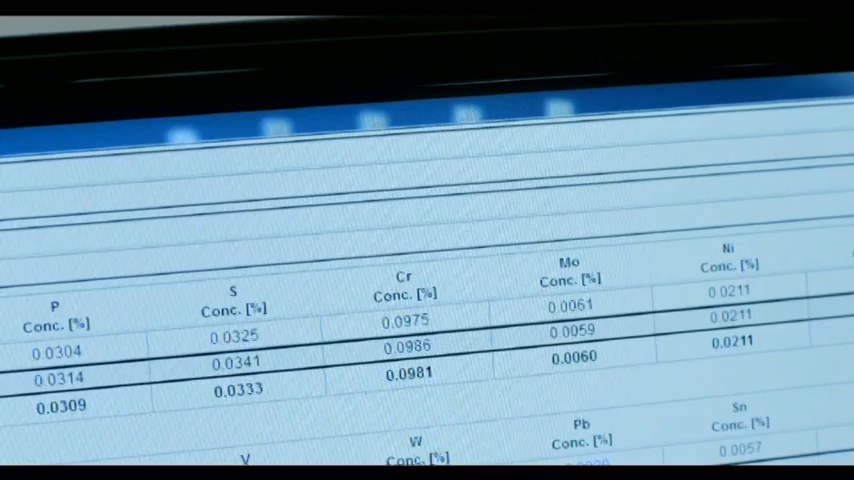 P S Cr Mo Ni
Conc. [%] Conc. [%] Conc. [%] Conc. [%] Conc. [%]
0.0304 0.0325 0.0975 0.0061 0.0211
0.0314 0.0341 0.0986 0.0059 0.0211
0.0309 0.0333 0.0981 0.0060 0.0211
V W Pb Sn
Conc. [%] Conc. [%] Conc. [%]
0.0057